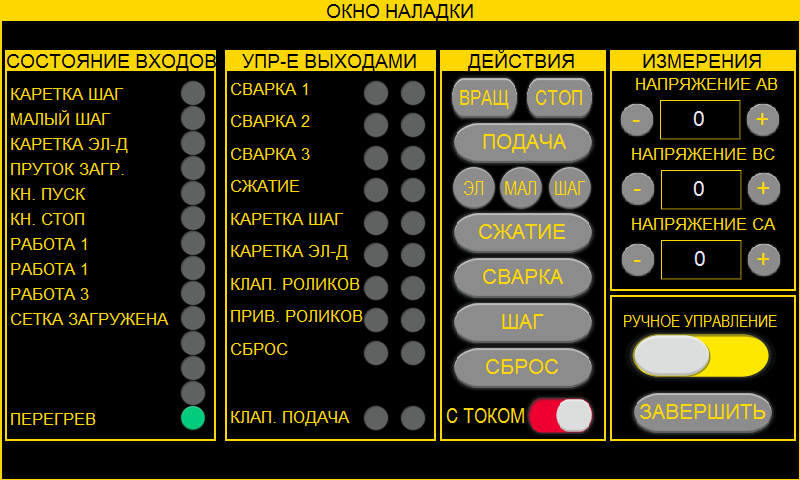 ОКНО НАЛАДКИ
СОСТОЯНИЕ ВХОДОВ
КАРЕТКА ШАГ
МАЛЫЙ ШАГ
КАРЕТКА ЭЛ-Д
ПРУТОК ЗАГР.
КН. ПУСК
КН. СТОП
РАБОТА 1
РАБОТА 1
РАБОТА 3
СЕТКА ЗАГРУЖЕНА
ПЕРЕГРЕВ
УПР-Е ВЫХОДАМИ
СВАРКА 1
СВАРКА 2
СВАРКА 3
СЖАТИЕ
КАРЕТКА ШАГ
КАРЕТКА ЭЛ-Д
КЛАП. РОЛИКОВ
ПРИВ. РОЛИКОВ
СБРОС
КЛАП. ПОДАЧА
ДЕЙСТВИЯ
ВРАЩ СТОП
ПОДАЧА
ЭЛ МАЛ ШАГ
СЖАТИЕ
СВАРКА
ШАГ
СБРОС
С ТОКОМ
ИЗМЕРЕНИЯ
НАПРЯЖЕНИЕ АВ
- 0 +
НАПРЯЖЕНИЕ ВС
- 0 +
НАПРЯЖЕНИЕ СА
- 0 +
РУЧНОЕ УПРАВЛЕНИЕ
ЗАВЕРШИТЬ